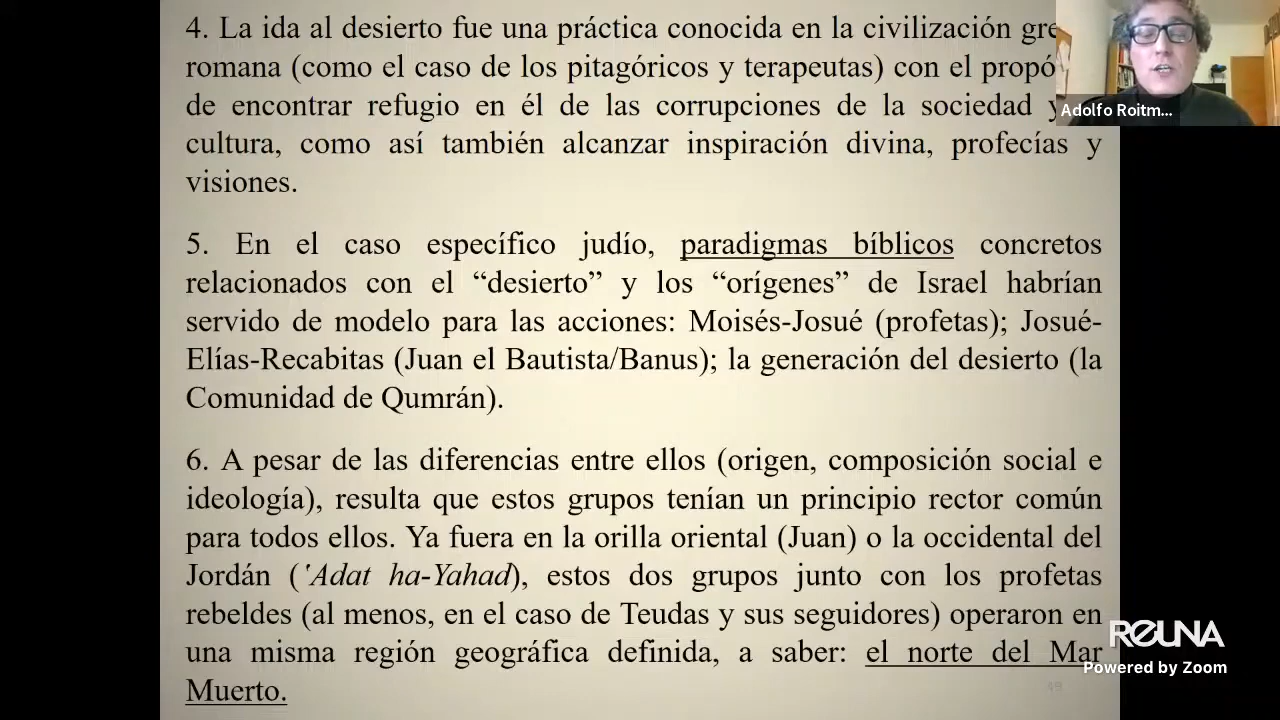 4. La ida al desierto fue una práctica conocida en la civilización gre
romana (como el caso de los pitagóricos y terapeutas) con el propó
de encontrar refugio en él de las corrupciones de la sociedad y
cultura, como así también alcanzar inspiración divina, profecías y
visiones.
5. En el caso específico judío, paradigmas bíblicos concretos
relacionados con el “desierto” y los “orígenes” de Israel habrían
servido de modelo para las acciones: Moisés-Josué (profetas); Josué-
Elías-Recabitas (Juan el Bautista/Banus); la generación del desierto (la
Comunidad de Qumrán).
6. A pesar de las diferencias entre ellos (origen, composición social e
ideología), resulta que estos grupos tenían un principio rector común
para todos ellos. Ya fuera en la orilla oriental (Juan) o la occidental del
Jordán (‛Adat ha-Yahad), estos dos grupos junto con los profetas
rebeldes (al menos, en el caso de Teudas y sus seguidores) operaron en
una misma región geográfica definida, a saber: el norte del Mar
Muerto.
49
Adolfo Roitm...
REUNA
Powered by Zoom